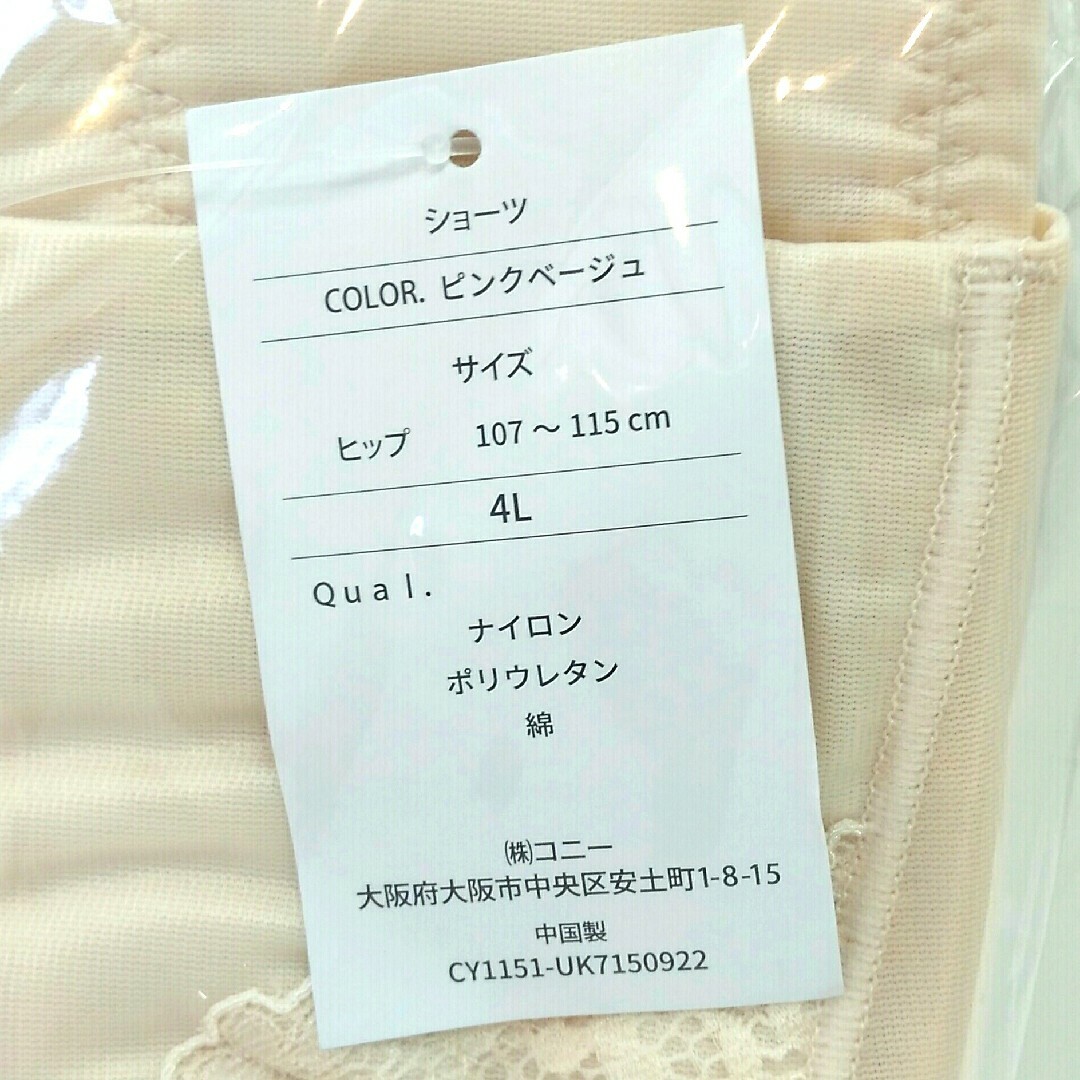 ショーツ
COLOR. ピンクベージュ
サイズ
ヒップ 107～115cm
4L
Qual.
ナイロン
ポリウレタン
綿
㈱コニー
大阪府大阪市中央区安土町1-8-15
中国製
CY1151-UK7150922